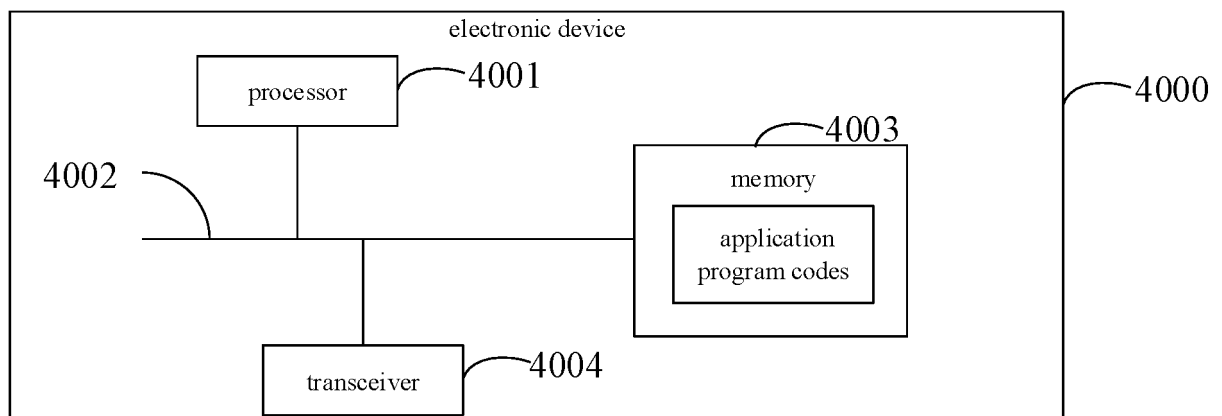 electronic device
processor
4001
4000
4003
4002
memory
application
program codes
transceiver
4004